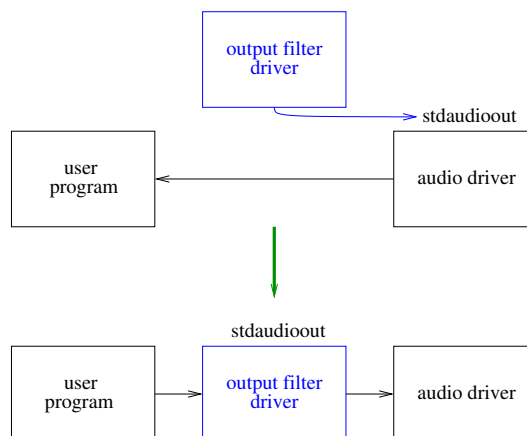 output filter
driver
stdaudioout
user
program
audio driver
stdaudioout
user
program
output filter
driver
audio driver